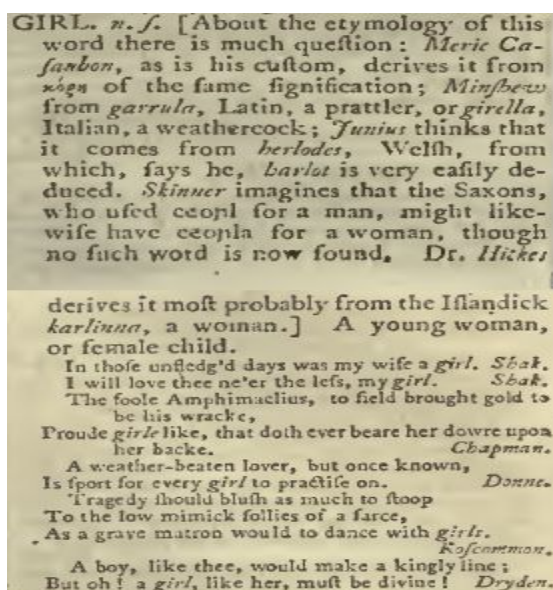 GIRL. n. ſ. [About the etymology of this
word there is much queſtion: Meric Ca-
ſaubon, as is his cuſtom, derives it from
κόρη of the ſame ſignification; Minſhew
from garrula, Latin, a prattler, or girella,
Italian, a weathercock; Junius thinks that
it comes from herlodes, Welſh, from
which, ſays he, harlot is very eaſily de-
duced. Skinner imagines that the Saxons,
who uſed ceoꞃl for a man, might like-
wiſe have ceoꞃla for a woman, though
no ſuch word is now found. Dr. Hickes
derives it moſt probably from the Iſlandick
karlinna, a woman.] A young woman,
or female child.
In thoſe unfledg'd days was my wife a girl. Shak.
I will love thee ne'er the leſs, my girl. Shak.
The foole Amphimachus, to field brought gold to
be his wracke,
Proude girle like, that doth ever beare her dowre upon
her backe. Chapman.
A weather-beaten lover, but once known,
Is ſport for every girl to practiſe on. Donne.
Tragedy ſhould bluſh as much to ſtoop
To the low mimick follies of a farce,
As a grave matron would to dance with girls.
Roſcommon.
A boy, like thee, would make a kingly line;
But oh! a girl, like her, muſt be divine! Dryden.